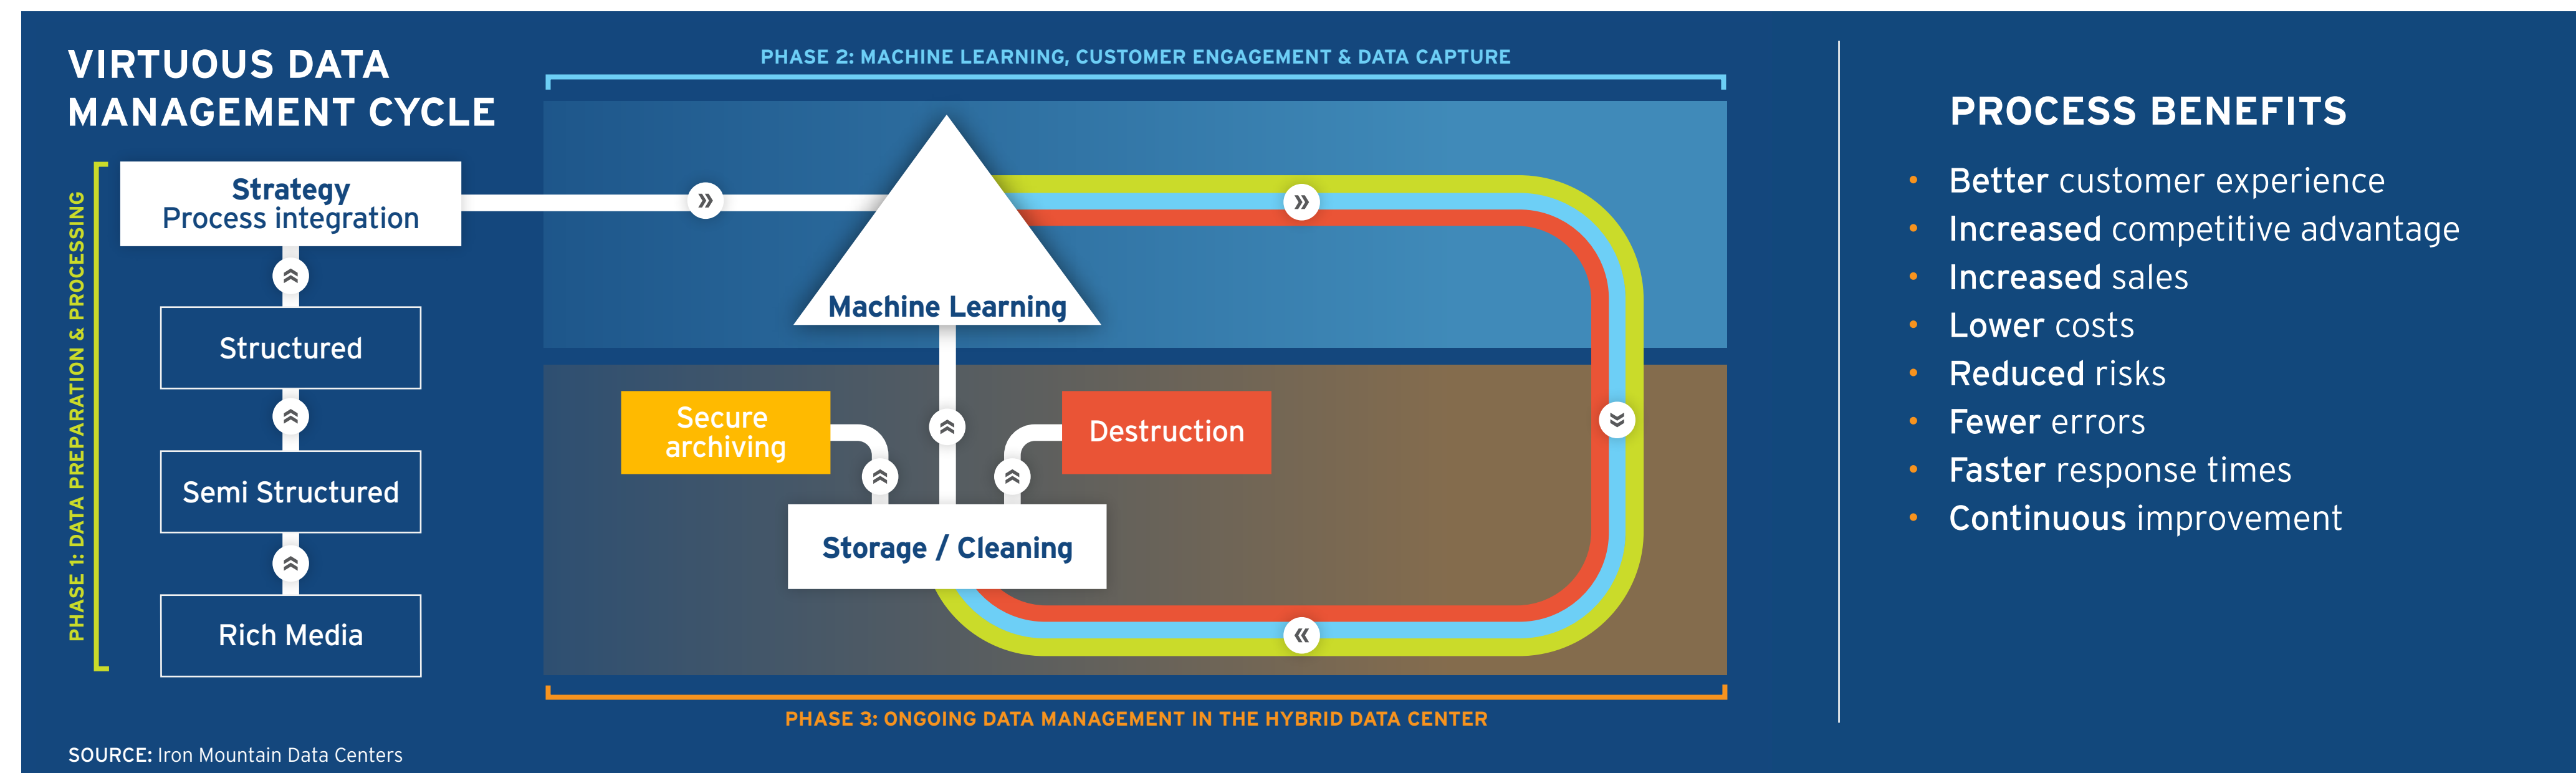 VIRTUOUS DATA
MANAGEMENT CYCLE
PHASE 1: DATA PREPARATION & PROCESSING
Strategy
Process integration
Structured
Semi Structured
Rich Media
SOURCE: Iron Mountain Data Centers
PHASE 2: MACHINE LEARNING, CUSTOMER ENGAGEMENT & DATA CAPTURE
Machine Learning
Secure
archiving
Destruction
Storage / Cleaning
PHASE 3: ONGOING DATA MANAGEMENT IN THE HYBRID DATA CENTER
PROCESS BENEFITS
• Better customer experience
• Increased competitive advantage
• Increased sales
• Lower costs
• Reduced risks
• Fewer errors
• Faster response times
• Continuous improvement